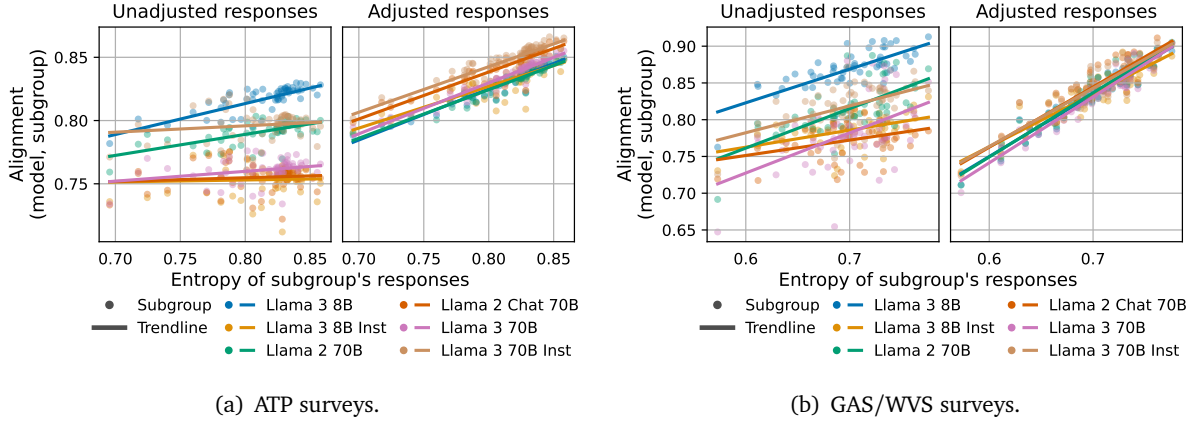 Unadjusted responses
Adjusted responses
Alignment
(model, subgroup)
0.85
0.80
0.75
0.70 0.75 0.80 0.85
0.70 0.75 0.80 0.85
Entropy of subgroup's responses
Subgroup
Trendline
Llama 3 8B
Llama 3 8B Inst
Llama 2 70B
Llama 2 Chat 70B
Llama 3 70B
Llama 3 70B Inst
(a) ATP surveys.
Unadjusted responses
Adjusted responses
Alignment
(model, subgroup)
0.90
0.85
0.80
0.75
0.70
0.65
0.6 0.7
0.6 0.7
Entropy of subgroup's responses
Subgroup
Trendline
Llama 3 8B
Llama 3 8B Inst
Llama 2 70B
Llama 2 Chat 70B
Llama 3 70B
Llama 3 70B Inst
(b) GAS/WVS surveys.